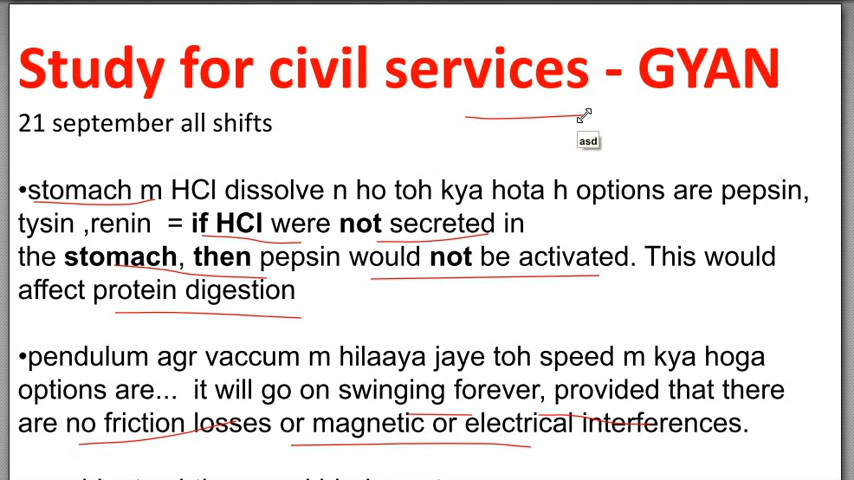 Study for civil services - GYAN
21 september all shifts
asd
•stomach m HCl dissolve n ho toh kya hota h options are pepsin,
tysin ,renin = if HCl were not secreted in
the stomach, then pepsin would not be activated. This would
affect protein digestion
•pendulum agr vaccum m hilaaya jaye toh speed m kya hoga
options are... it will go on swinging forever, provided that there
are no friction losses or magnetic or electrical interferences.